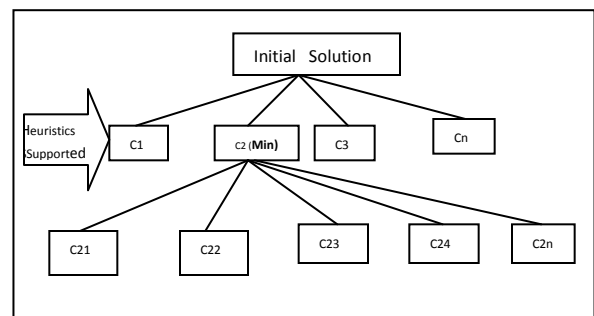 Initial Solution
Heuristics
Supported
C1
C2 (Min)
C3
Cn
C21
C22
C23
C24
C2n